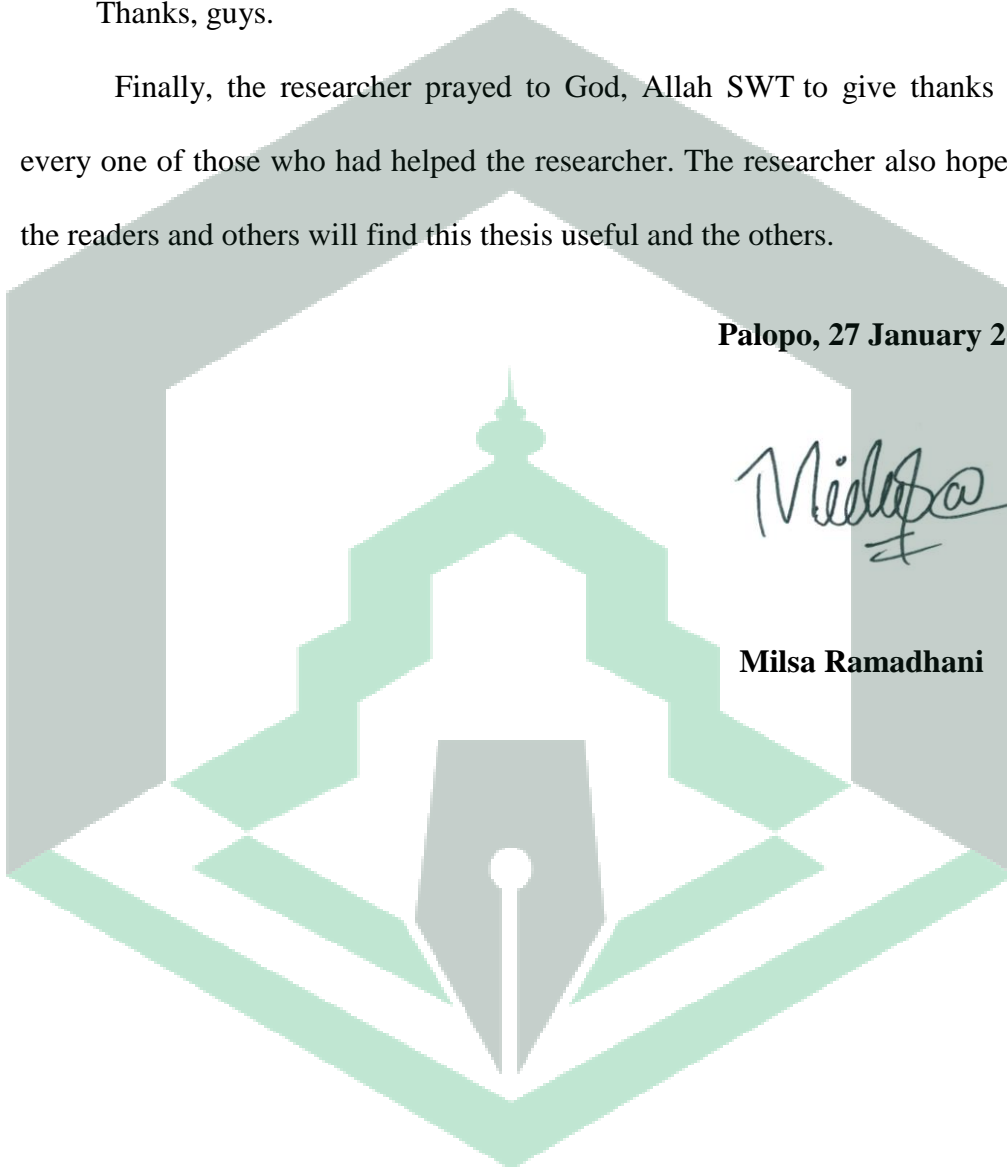 Thanks, guys.
Finally, the researcher prayed to God, Allah SWT to give thanks
every one of those who had helped the researcher. The researcher also hope
the readers and others will find this thesis useful and the others.
Palopo, 27 January 2
Milsa
Milsa Ramadhani